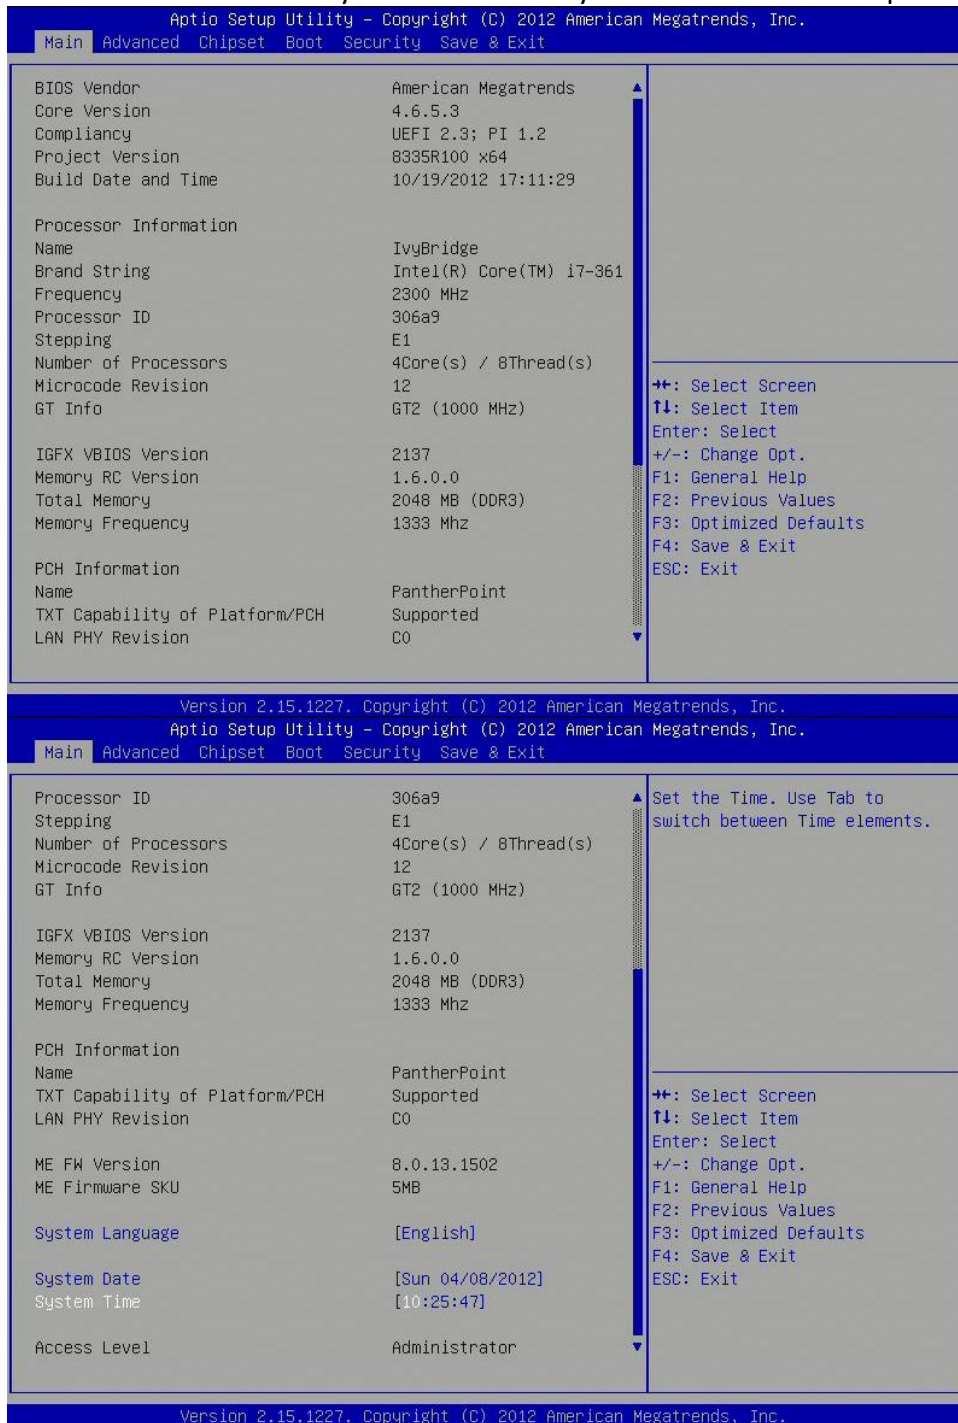 Aptio Setup Utility – Copyright (C) 2012 American Megatrends, Inc.
Main Advanced Chipset Boot Security Save & Exit
BIOS Vendor American Megatrends
Core Version 4.6.5.3
Compliancy UEFI 2.3; PI 1.2
Project Version 8335R100 x64
Build Date and Time 10/19/2012 17:11:29
Processor Information
Name IvyBridge
Brand String Intel(R) Core(TM) i7-361
Frequency 2300 MHz
Processor ID 306a9
Stepping E1
Number of Processors 4Core(s) / 8Thread(s)
Microcode Revision 12
GT Info GT2 (1000 MHz)
IGFX VBIOS Version 2137
Memory RC Version 1.6.0.0
Total Memory 2048 MB (DDR3)
Memory Frequency 1333 Mhz
PCH Information
Name PantherPoint
TXT Capability of Platform/PCH Supported
LAN PHY Revision C0
→←: Select Screen
↑↓: Select Item
Enter: Select
+/-: Change Opt.
F1: General Help
F2: Previous Values
F3: Optimized Defaults
F4: Save & Exit
ESC: Exit
Version 2.15.1227. Copyright (C) 2012 American Megatrends, Inc.
Aptio Setup Utility – Copyright (C) 2012 American Megatrends, Inc.
Main Advanced Chipset Boot Security Save & Exit
Processor ID 306a9
Stepping E1
Number of Processors 4Core(s) / 8Thread(s)
Microcode Revision 12
GT Info GT2 (1000 MHz)
IGFX VBIOS Version 2137
Memory RC Version 1.6.0.0
Total Memory 2048 MB (DDR3)
Memory Frequency 1333 Mhz
PCH Information
Name PantherPoint
TXT Capability of Platform/PCH Supported
LAN PHY Revision C0
ME FW Version 8.0.13.1502
ME Firmware SKU 5MB
System Language [English]
System Date [Sun 04/08/2012]
System Time [10:25:47]
Access Level Administrator
Set the Time. Use Tab to
switch between Time elements.
→←: Select Screen
↑↓: Select Item
Enter: Select
+/-: Change Opt.
F1: General Help
F2: Previous Values
F3: Optimized Defaults
F4: Save & Exit
ESC: Exit
Version 2.15.1227. Copyright (C) 2012 American Megatrends, Inc.